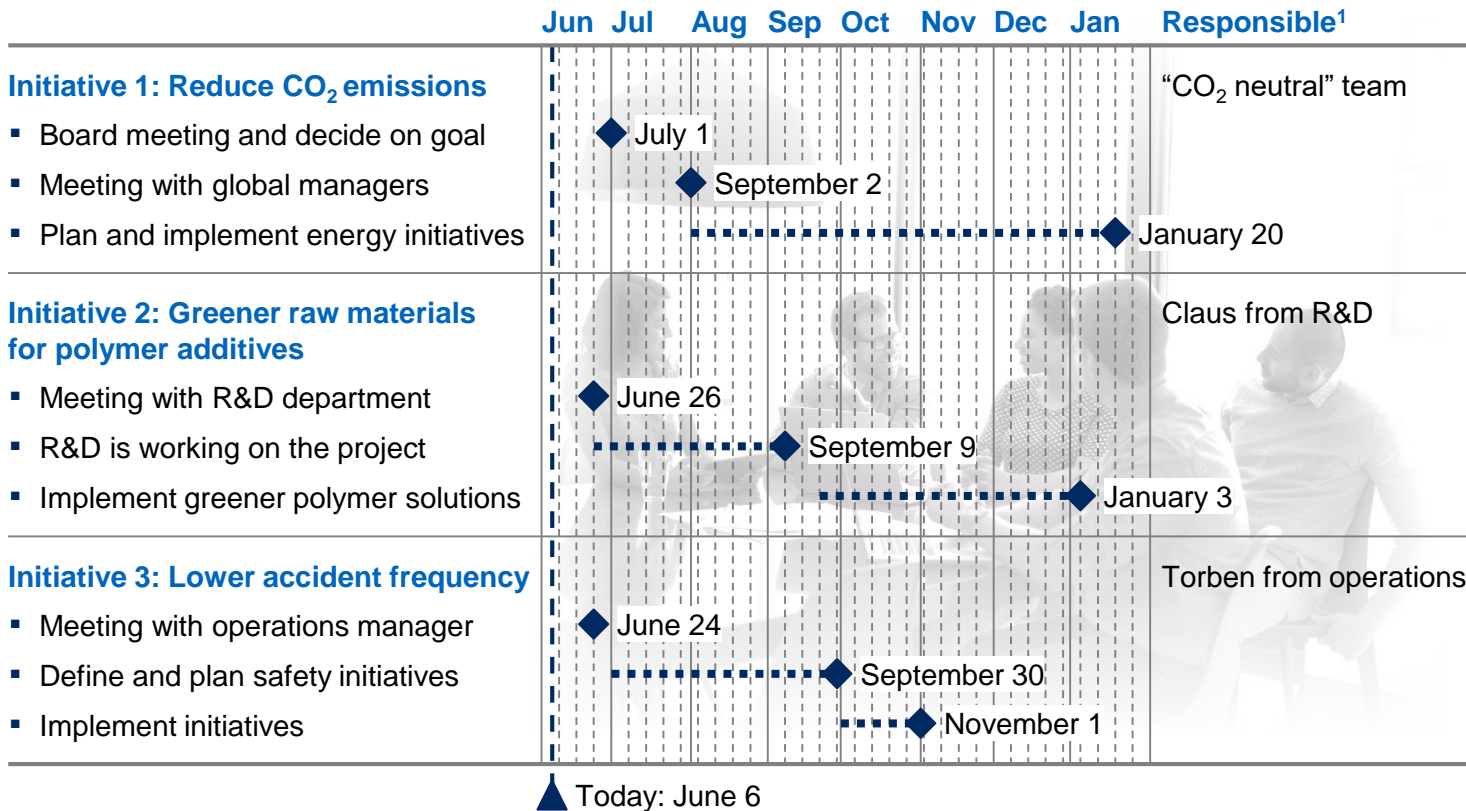 Jun Jul Aug Sep Oct Nov Dec Jan Responsible¹
Initiative 1: Reduce CO₂ emissions
“CO₂ neutral” team
▪ Board meeting and decide on goal
July 1
▪ Meeting with global managers
September 2
▪ Plan and implement energy initiatives
January 20
Initiative 2: Greener raw materials
for polymer additives
Claus from R&D
▪ Meeting with R&D department
June 26
▪ R&D is working on the project
September 9
▪ Implement greener polymer solutions
January 3
Initiative 3: Lower accident frequency
Torben from operations
▪ Meeting with operations manager
June 24
▪ Define and plan safety initiatives
September 30
▪ Implement initiatives
November 1
Today: June 6